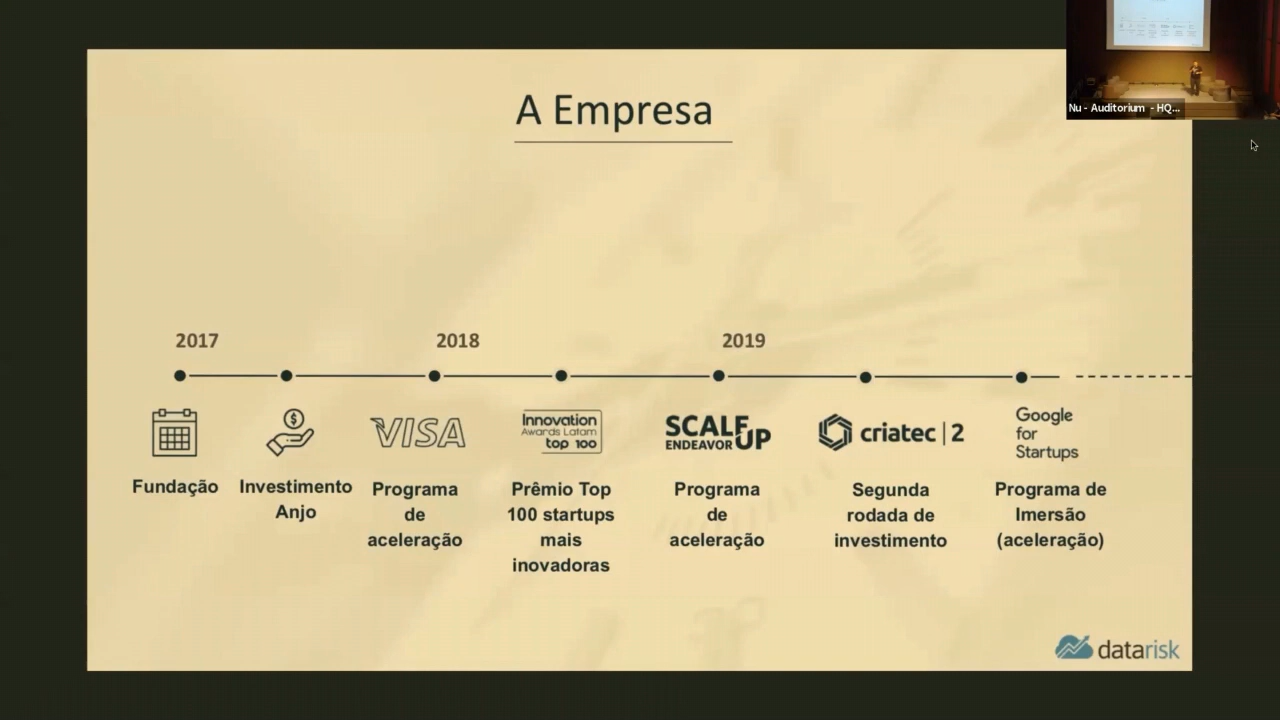 Nu - Auditorium - HQ...
A Empresa
2017
2018
2019
$
VISA
Innovation
Awards Latam
top 100
SCALE
UP
ENDEAVOR
criatec|2
Google
for
Startups
Fundação
Investimento
Anjo
Programa
de
aceleração
Prêmio Top
100 startups
mais
inovadoras
Programa
de
aceleração
Segunda
rodada de
investimento
Programa de
Imersão
(aceleração)
datarisk